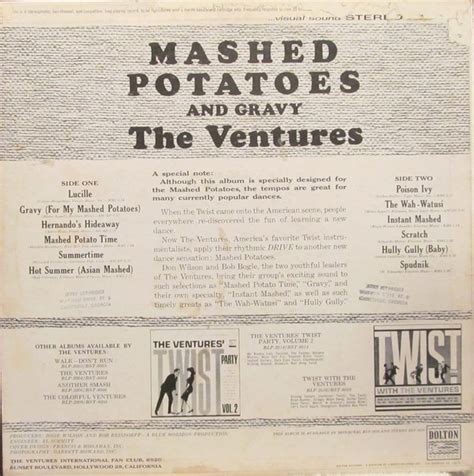 ...visual sound STEREO
MASHED
POTATOES
AND GRAVY
The Ventures
SIDE ONE
Lucille
Gravy (For My Mashed Potatoes)
Hernando's Hideaway
Mashed Potato Time
Summertime
Hot Summer (Asian Mashed)
A special note:
Although this album is specially designed for
the Mashed Potatoes, the tempos are great for
many currently popular dances.
When the Twist came onto the American scene, people
everywhere re-discovered the fun of learning a new
dance.
Now The Ventures, America's favorite Twist instru-
mentalists, apply their rhythmic DRIVE to another new
dance sensation: Mashed Potatoes.
Don Wilson and Bob Bogle, the two youthful leaders
of The Ventures, bring their group's exciting sound to
such selections as "Mashed Potato Time," "Gravy," and
their own specialty, "Instant Mashed," as well as such
timely greats as "The Wah-Watusi" and "Hully Gully."
SIDE TWO
Poison Ivy
The Wah-Watusi
Instant Mashed
Scratch
Hully Gully (Baby)
Spudnik
OTHER ALBUMS AVAILABLE BY
THE VENTURES:
WALK—DON'T RUN
THE VENTURES
ANOTHER SMASH
THE COLORFUL VENTURES
THE VENTURES'
TWIST
PARTY
VOL. 2
THE VENTURES TWIST
PARTY, VOLUME 2
TWIST WITH THE
VENTURES
TWIST
WITH THE VENTURES
THE VENTURES INTERNATIONAL FAN CLUB, 6920
SUNSET BOULEVARD, HOLLYWOOD 28, CALIFORNIA
DOLTON